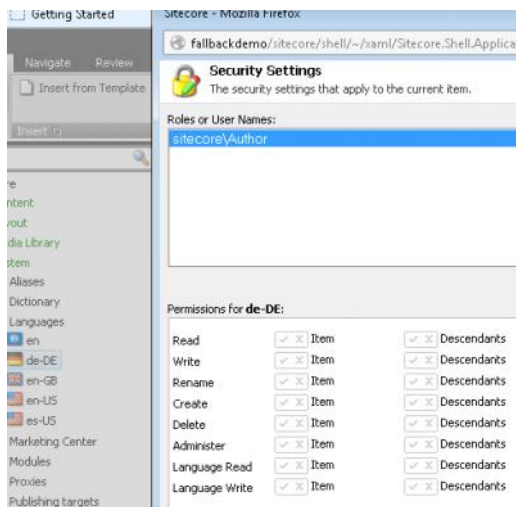 Getting Started
Navigate Review
Insert from Template
Insert
re
ntent
yout
dia Library
stem
Aliases
Dictionary
Languages
en
de-DE
en-GB
en-US
es-US
Marketing Center
Modules
Proxies
Publishing targets
Sitecore - Mozilla Firefox
fallbackdemo/sitecore/shell/~/xaml/Sitecore.Shell.Applica
Security Settings
The security settings that apply to the current item.
Roles or User Names:
sitecore\Author
Permissions for de-DE:
Read Item Descendants
Write Item Descendants
Rename Item Descendants
Create Item Descendants
Delete Item Descendants
Administer Item Descendants
Language Read Item Descendants
Language Write Item Descendants